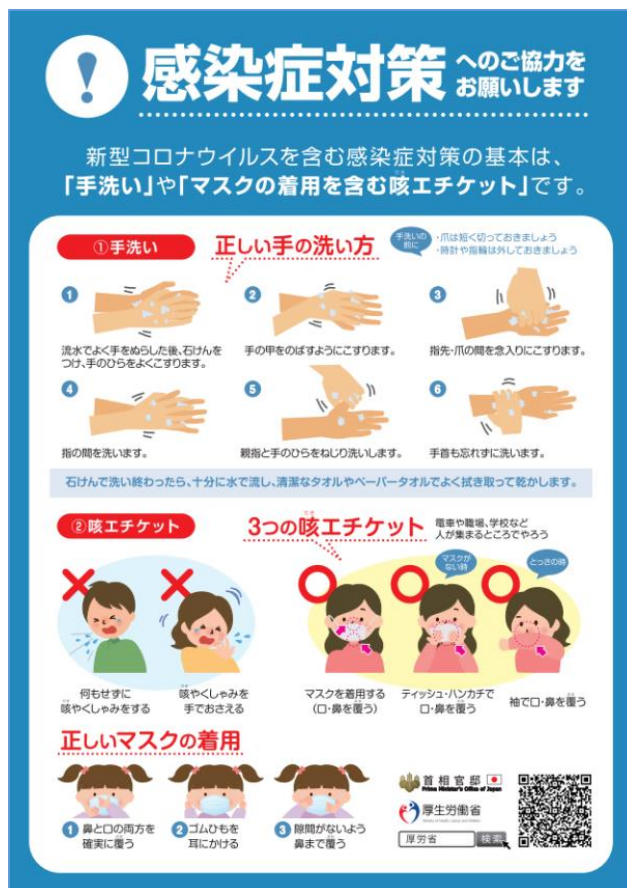 !
感染症対策 へのご協力を
お願いします
新型コロナウイルスを含む感染症対策の基本は、
「手洗い」や「マスクの着用を含む咳エチケット」です。
①手洗い
正しい手の洗い方
手洗いの
前に
・爪は短く切っておきましょう
・時計や指輪は外しておきましょう
1
流水でよく手をぬらした後、石けんを
つけ、手のひらをよくこすります。
2
手の甲をのばすようにこすります。
3
指先・爪の間を念入りにこすります。
4
指の間を洗います。
5
親指と手のひらをねじり洗いします。
6
手首も忘れずに洗います。
石けんで洗い終わったら、十分に水で流し、清潔なタオルやペーパータオルでよく拭き取って乾かします。
②咳エチケット
3つの咳エチケット
電車や職場、学校など
人が集まるところでやろう
何もせずに
咳やくしゃみをする
咳やくしゃみを
手でおさえる
マスクを着用する
(口・鼻を覆う)
マスクが
ない時
ティッシュ・ハンカチで
口・鼻を覆う
とっさの時
袖で口・鼻を覆う
正しいマスクの着用
1 鼻と口の両方を
確実に覆う
2 ゴムひもを
耳にかける
3 隙間がないよう
鼻まで覆う
首相官邸
Prime Minister's Office of Japan
厚生労働省
Ministry of Health, Labour and Welfare
厚労省 検索